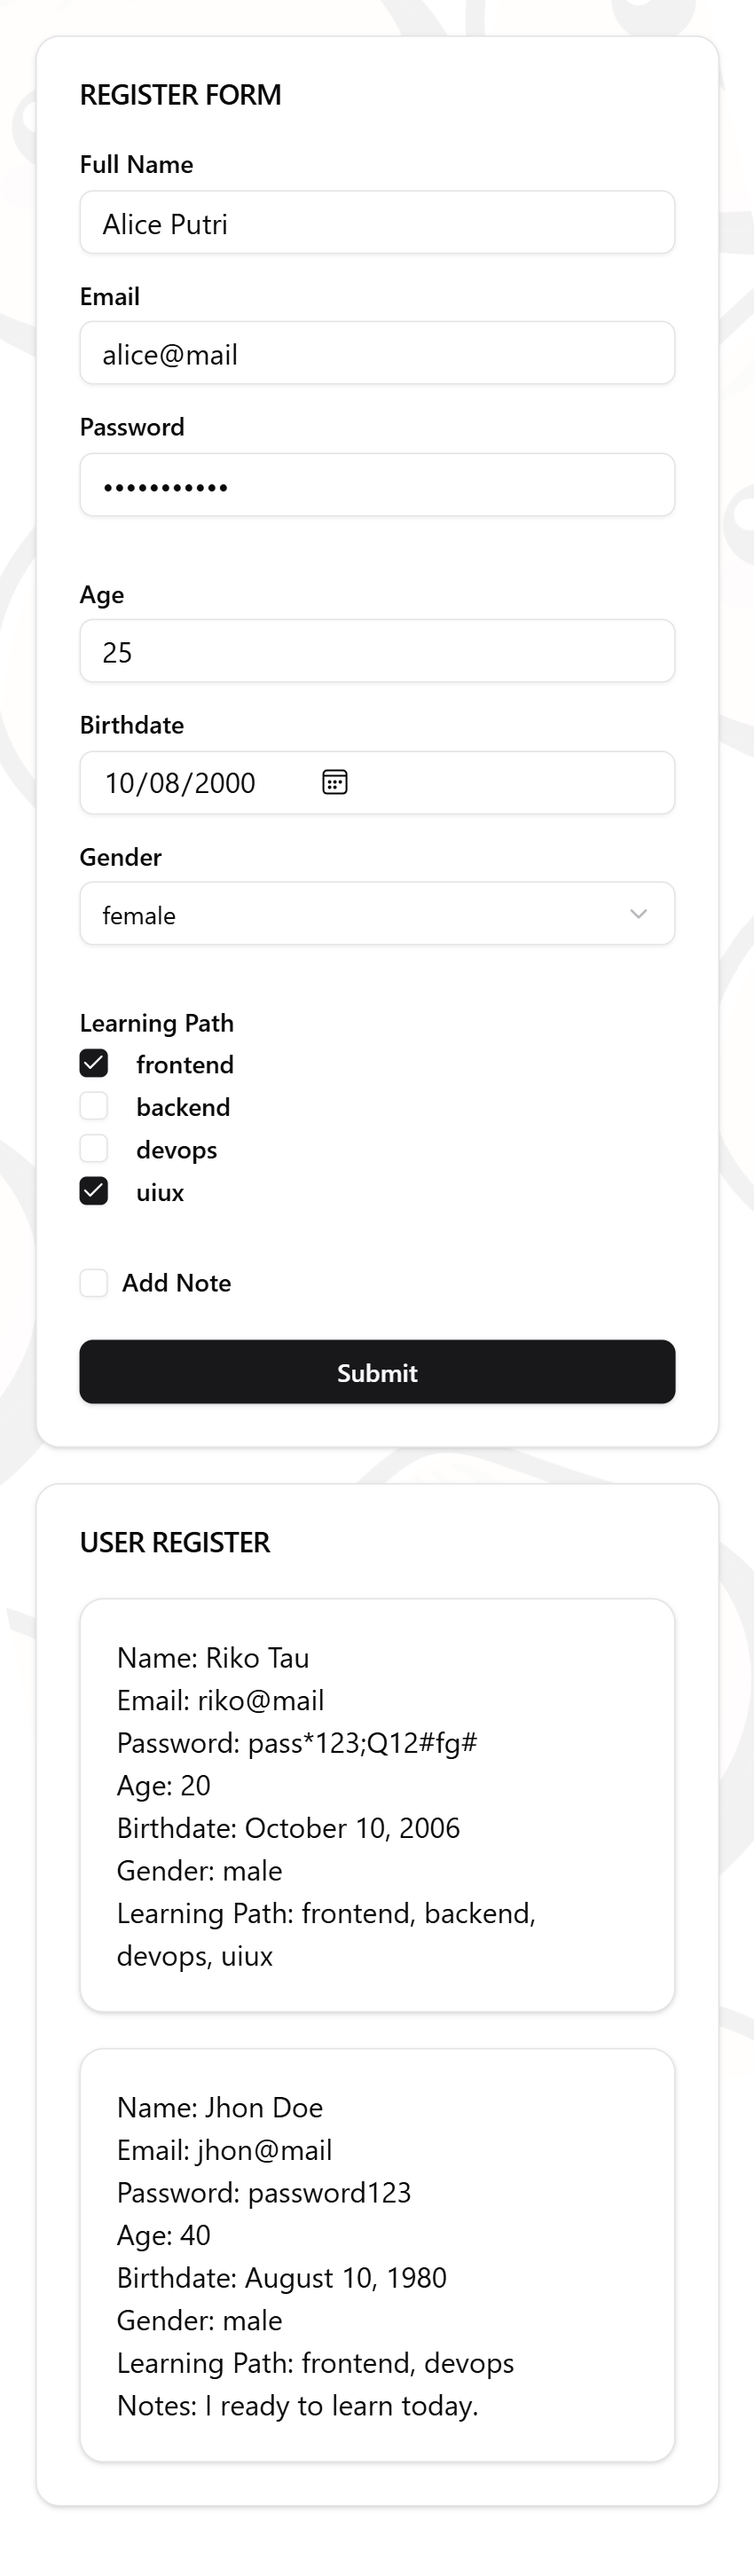 REGISTER FORM
Full Name
Alice Putri
Email
alice@mail
Password
•••••••••••
Age
25
Birthdate
10/08/2000
Gender
female
Learning Path
frontend
backend
devops
uiux
Add Note
Submit
USER REGISTER
Name: Riko Tau
Email: riko@mail
Password: pass*123;Q12#fg#
Age: 20
Birthdate: October 10, 2006
Gender: male
Learning Path: frontend, backend,
devops, uiux
Name: Jhon Doe
Email: jhon@mail
Password: password123
Age: 40
Birthdate: August 10, 1980
Gender: male
Learning Path: frontend, devops
Notes: I ready to learn today.